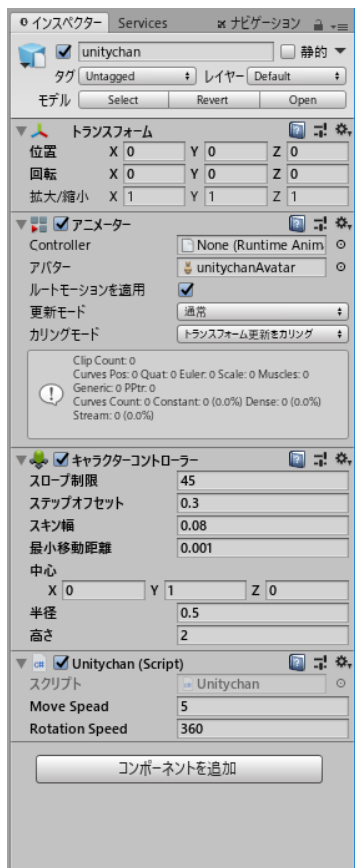 インスペクター Services ナビゲーション
unitychan 静的
タグ Untagged レイヤー Default
モデル Select Revert Open
トランスフォーム
位置 X 0 Y 0 Z 0
回転 X 0 Y 0 Z 0
拡大/縮小 X 1 Y 1 Z 1
アニメーター
Controller None (Runtime Anim
アバター unitychanAvatar
ルートモーションを適用
更新モード 通常
カリングモード トランスフォーム更新をカリング
Clip Count: 0
Curves Pos: 0 Quat: 0 Euler: 0 Scale: 0 Muscles: 0
Generic: 0 PPtr: 0
Curves Count: 0 Constant: 0 (0.0%) Dense: 0 (0.0%)
Stream: 0 (0.0%)
キャラクターコントローラー
スロープ制限 45
ステップオフセット 0.3
スキン幅 0.08
最小移動距離 0.001
中心
X 0 Y 1 Z 0
半径 0.5
高さ 2
Unitychan (Script)
スクリプト Unitychan
Move Spead 5
Rotation Speed 360
コンポーネントを追加